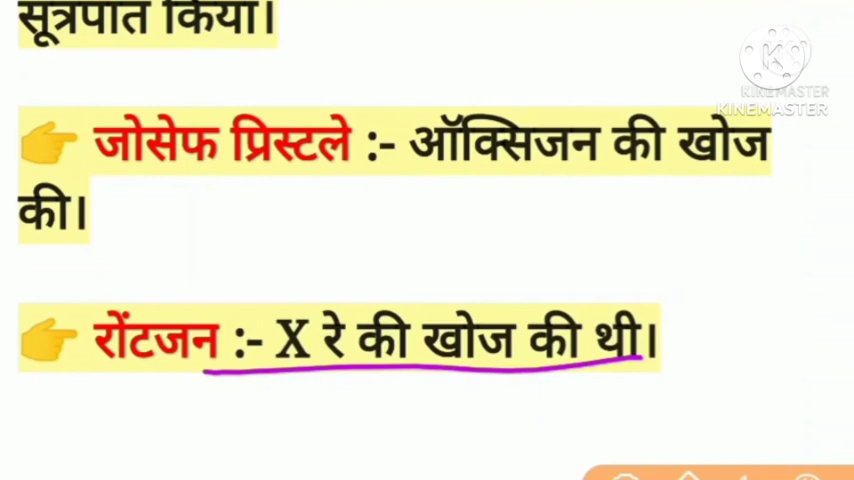 सूत्रपात किया।
KINEMASTER
KINEMASTER
👉 जोसेफ प्रिस्टले :- ऑक्सिजन की खोज
की।
👉 रोंटजन :- X रे की खोज की थी।